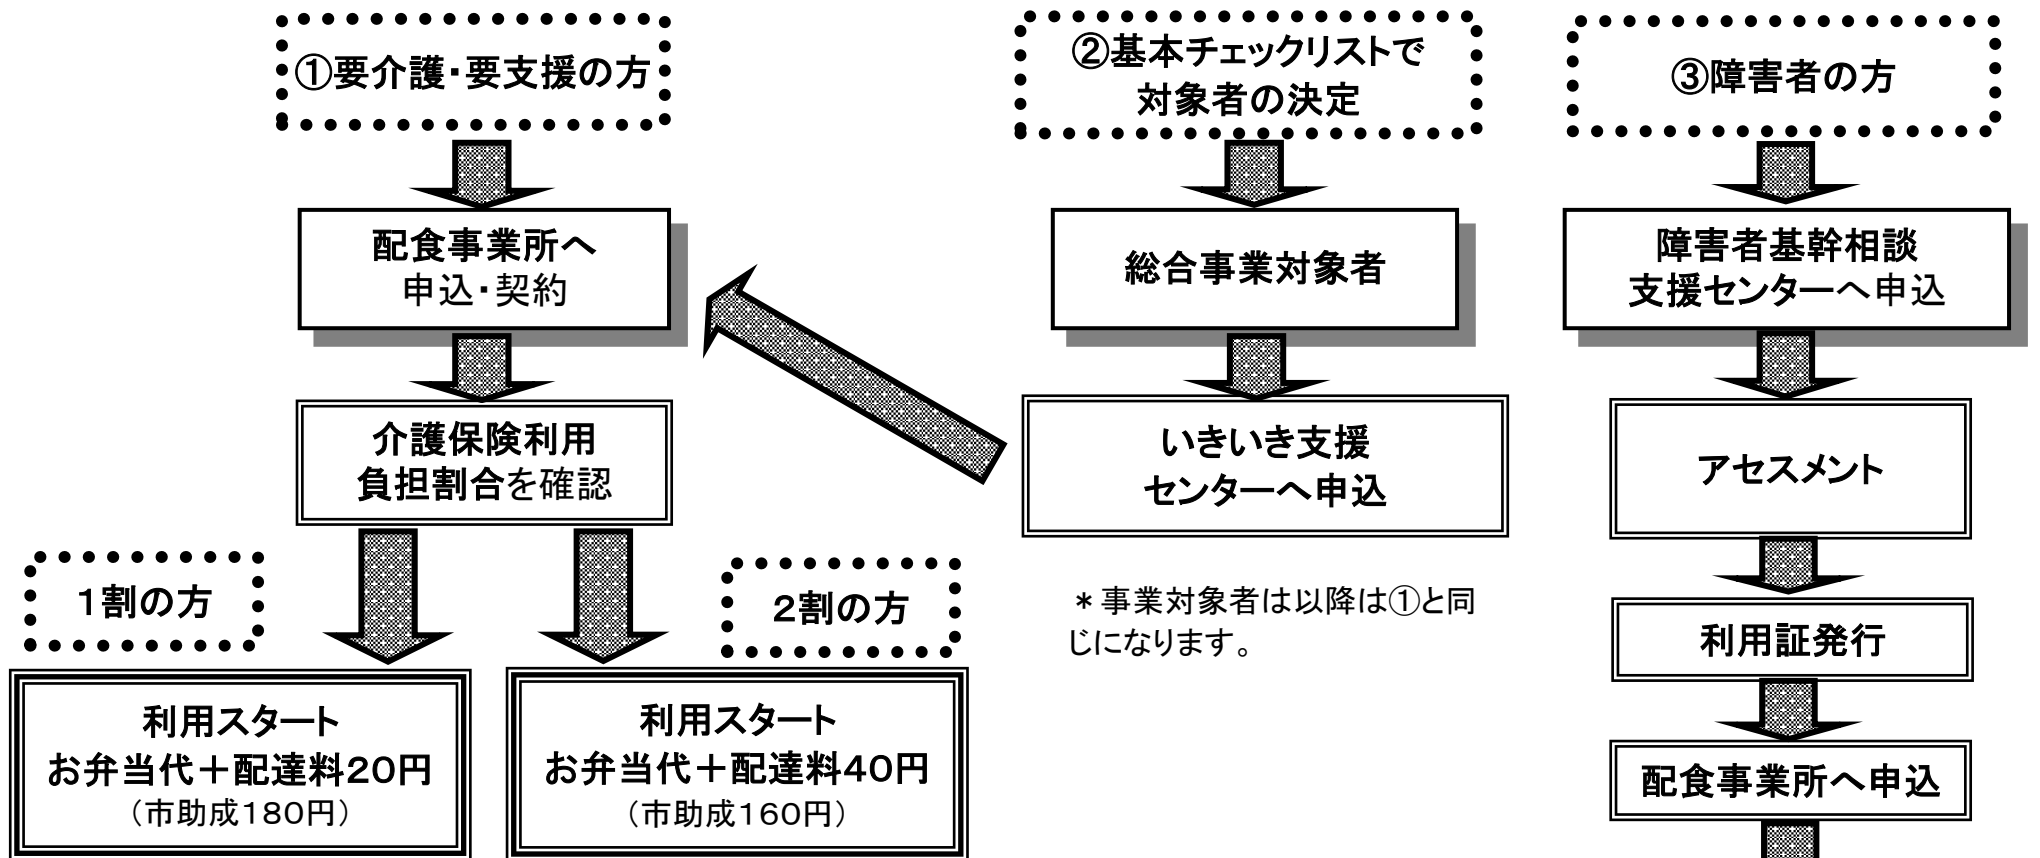 ①要介護・要支援の方
配食事業所へ
申込・契約
介護保険利用
負担割合を確認
1割の方
2割の方
利用スタート
お弁当代＋配達料20円
（市助成180円）
利用スタート
お弁当代＋配達料40円
（市助成160円）
②基本チェックリストで
対象者の決定
総合事業対象者
いきいき支援
センターへ申込
＊事業対象者は以降は①と同
じになります。
③障害者の方
障害者基幹相談
支援センターへ申込
アセスメント
利用証発行
配食事業所へ申込